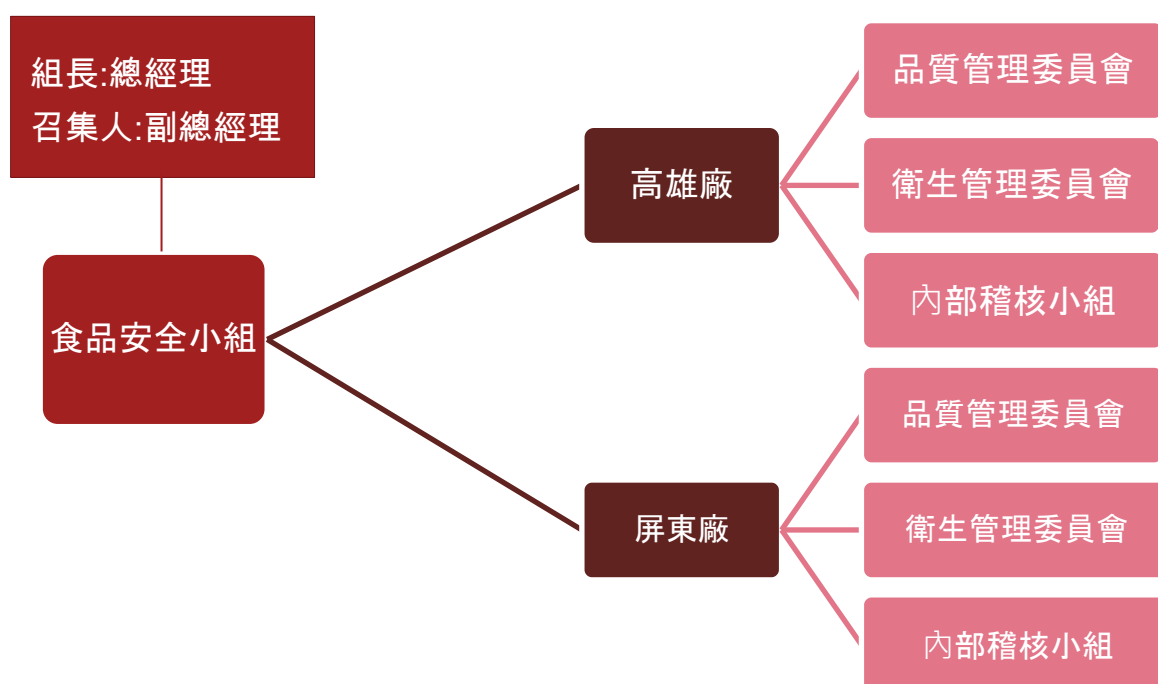 組長:總經理
召集人:副總經理
食品安全小組
高雄廠
品質管理委員會
衛生管理委員會
內部稽核小組
屏東廠
品質管理委員會
衛生管理委員會
內部稽核小組